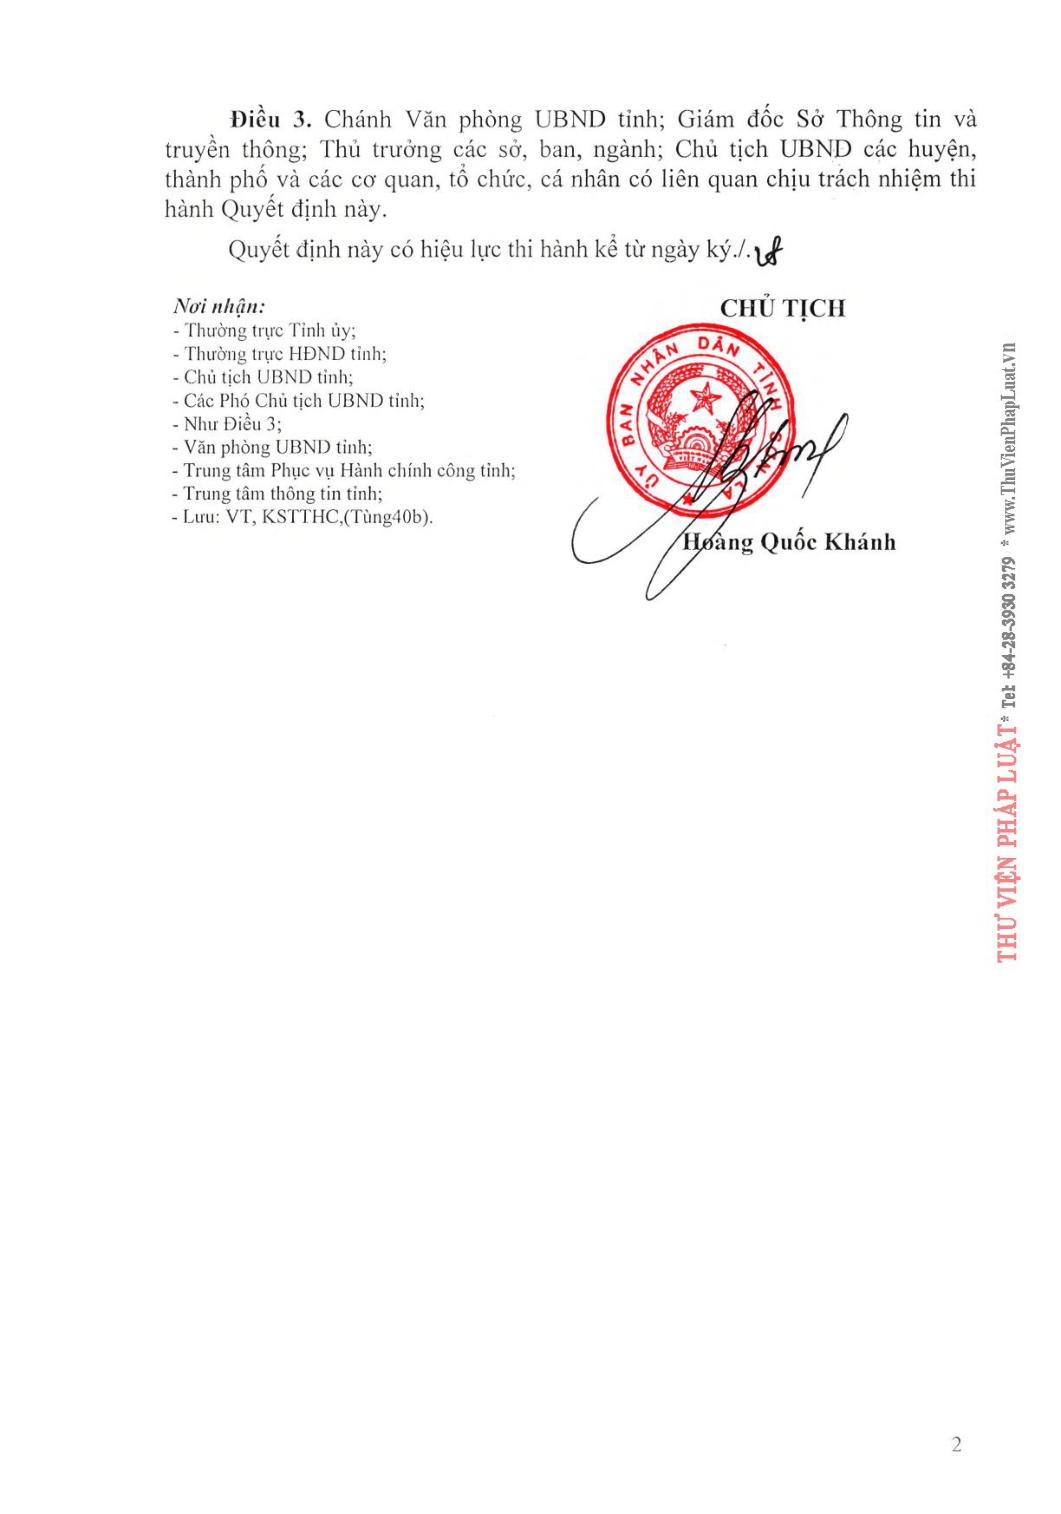 Điều 3. Chánh Văn phòng UBND tỉnh; Giám đốc Sở Thông tin và
truyền thông; Thủ trưởng các sở, ban, ngành; Chủ tịch UBND các huyện,
thành phố và các cơ quan, tổ chức, cá nhân có liên quan chịu trách nhiệm thi
hành Quyết định này.
Quyết định này có hiệu lực thi hành kể từ ngày ký./.
Nơi nhận:
- Thường trực Tỉnh ủy;
- Thường trực HĐND tỉnh;
- Chủ tịch UBND tỉnh;
- Các Phó Chủ tịch UBND tỉnh;
- Như Điều 3;
- Văn phòng UBND tỉnh;
- Trung tâm Phục vụ Hành chính công tỉnh;
- Trung tâm thông tin tỉnh;
- Lưu: VT, KSTTHC,(Tùng40b).
CHỦ TỊCH
ỦY BAN NHÂN DÂN TỈNH SƠN LA
Hoàng Quốc Khánh
THƯ VIỆN PHÁP LUẬT * Tel: +84-28-3930 3279 * www.ThuVienPhapLuat.vn
2